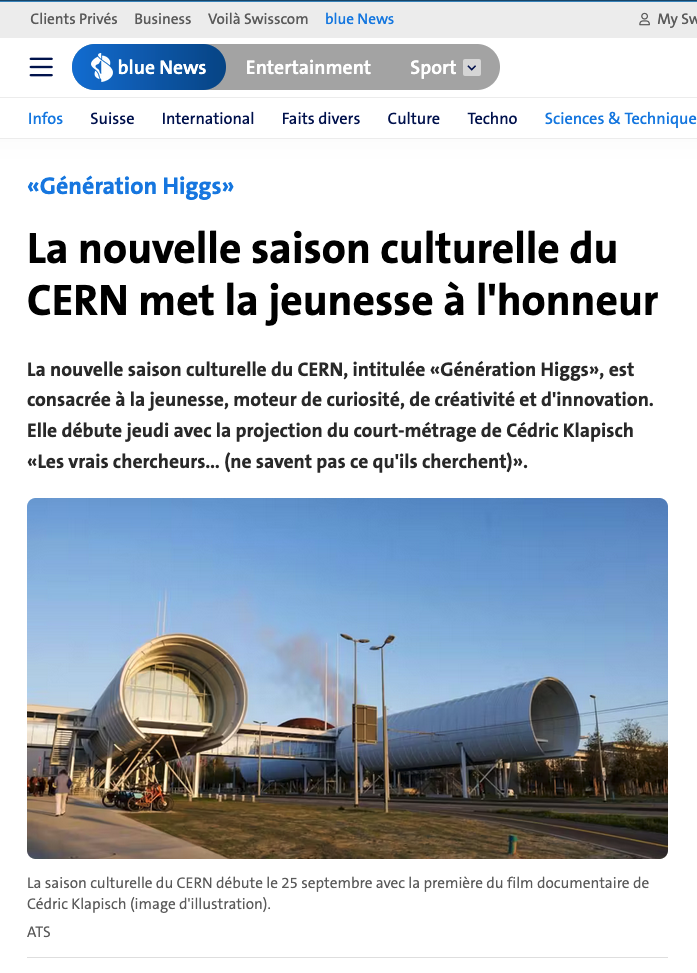 Clients Privés Business Voilà Swisscom blue News
blue News Entertainment Sport
Infos Suisse International Faits divers Culture Techno Sciences & Technique
«Génération Higgs»
La nouvelle saison culturelle du
CERN met la jeunesse à l'honneur
La nouvelle saison culturelle du CERN, intitulée «Génération Higgs», est
consacrée à la jeunesse, moteur de curiosité, de créativité et d'innovation.
Elle débute jeudi avec la projection du court-métrage de Cédric Klapisch
«Les vrais chercheurs... (ne savent pas ce qu'ils cherchent)».
La saison culturelle du CERN débute le 25 septembre avec la première du film documentaire de
Cédric Klapisch (image d'illustration).
ATS